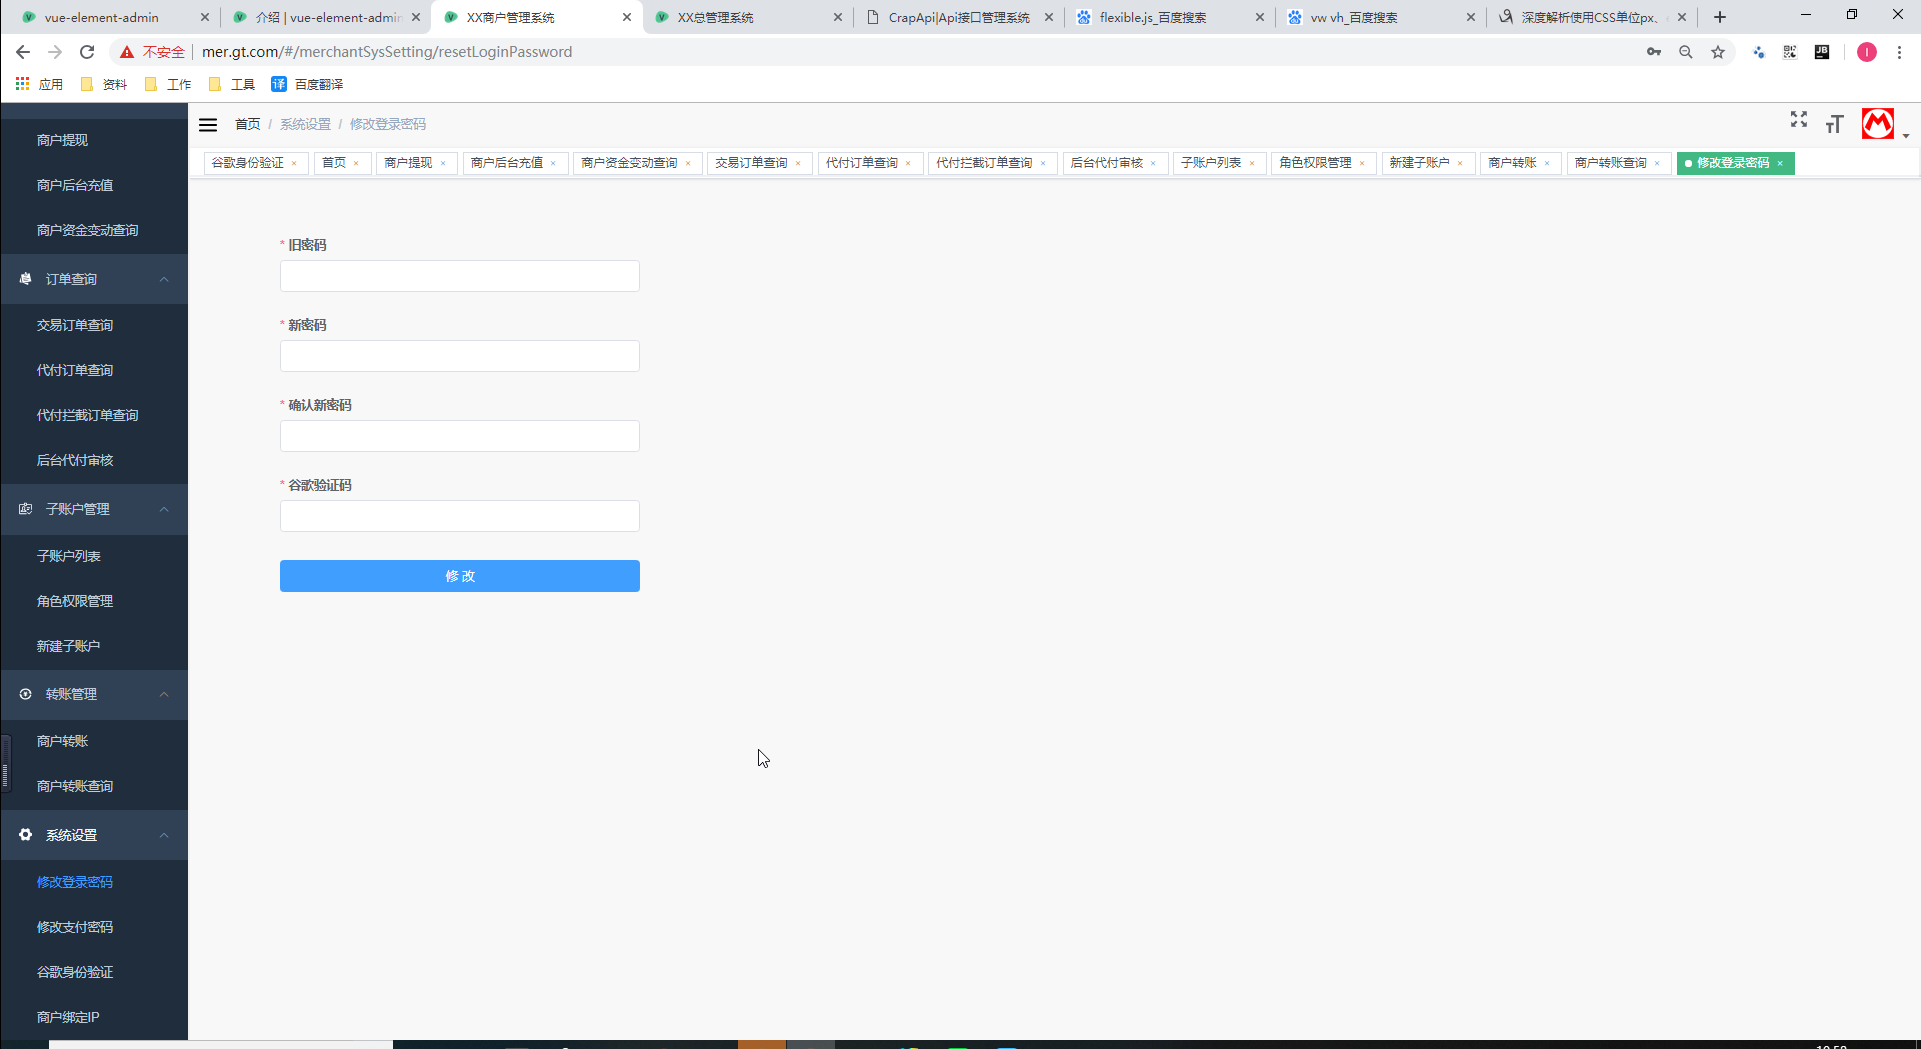 vue-element-admin
介绍 | vue-element-admin
XX商户管理系统
XX总管理系统
CrapApi|Api接口管理系统
flexible.js_百度搜索
vw vh_百度搜索
深度解析使用CSS单位px、
不安全
mer.gt.com/#/merchantSysSetting/resetLoginPassword
应用
资料
工作
工具
译 百度翻译
首页 / 系统设置 / 修改登录密码
谷歌身份验证 ×
首页 ×
商户提现 ×
商户后台充值 ×
商户资金变动查询 ×
交易订单查询 ×
代付订单查询 ×
代付拦截订单查询 ×
后台代付审核 ×
子账户列表 ×
角色权限管理 ×
新建子账户 ×
商户转账 ×
商户转账查询 ×
修改登录密码 ×
商户提现
商户后台充值
商户资金变动查询
订单查询
交易订单查询
代付订单查询
代付拦截订单查询
后台代付审核
子账户管理
子账户列表
角色权限管理
新建子账户
转账管理
商户转账
商户转账查询
系统设置
修改登录密码
修改支付密码
谷歌身份验证
商户绑定IP
* 旧密码
* 新密码
* 确认新密码
* 谷歌验证码
修 改